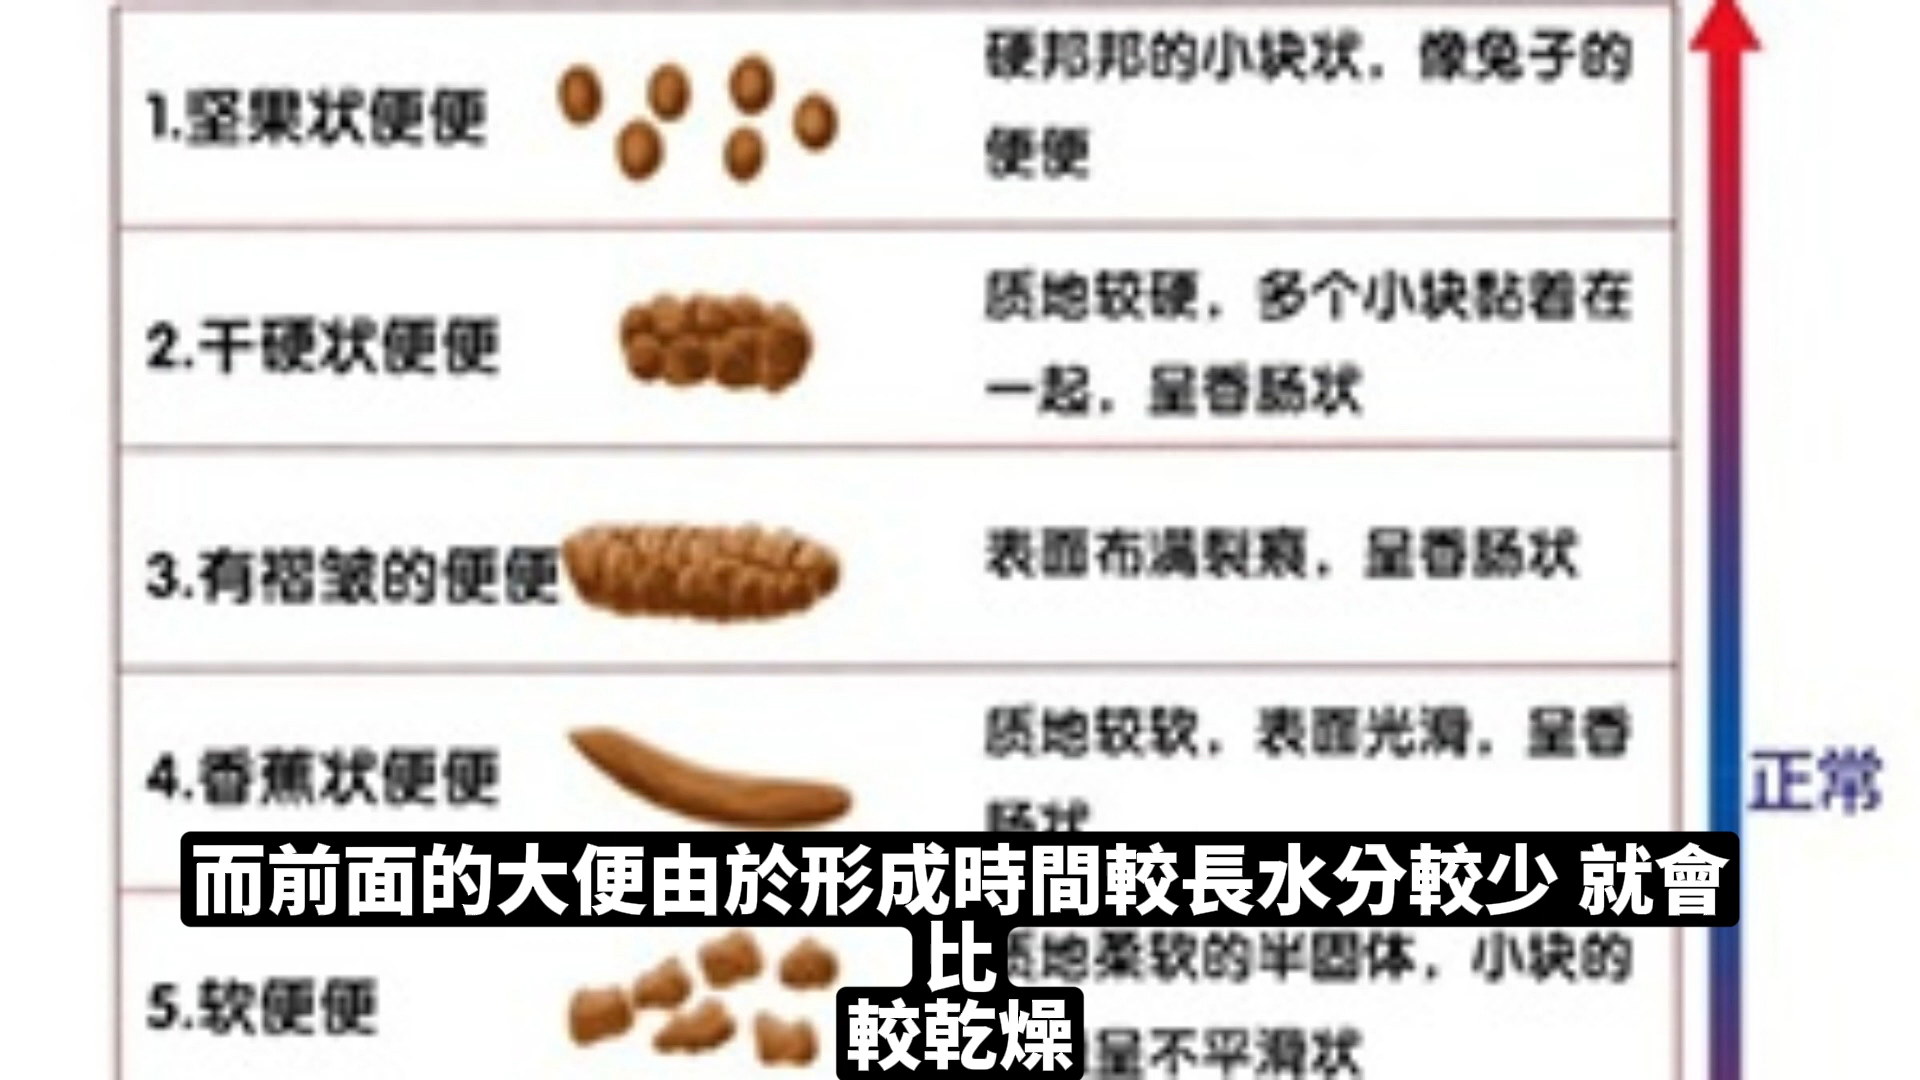 1.坚果状便便
硬邦邦的小块状，像兔子的
便便
2.干硬状便便
质地较硬，多个小块黏着在
一起，呈香肠状
3.有褶皱的便便
表面布满裂痕，呈香肠状
4.香蕉状便便
质地较软，表面光滑，呈香
肠状
正常
而前面的大便由於形成時間較長水分較少 就會
比
較乾燥
5.软便便
质地柔软的半固体，小块的
呈不平滑状